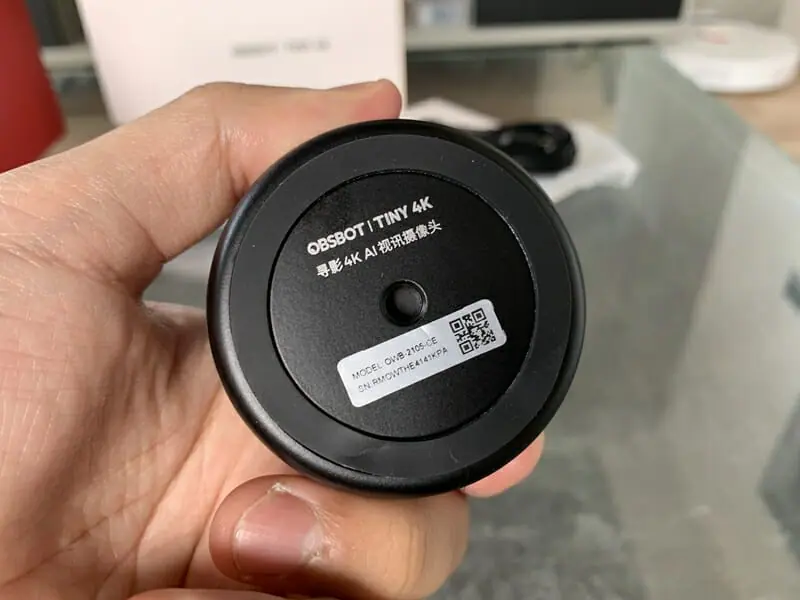 OBSBOT | TINY 4K
寻影 4K AI 视讯摄像头
MODEL: OWB-2105-CE
SN:RMOWTHE4141KPA